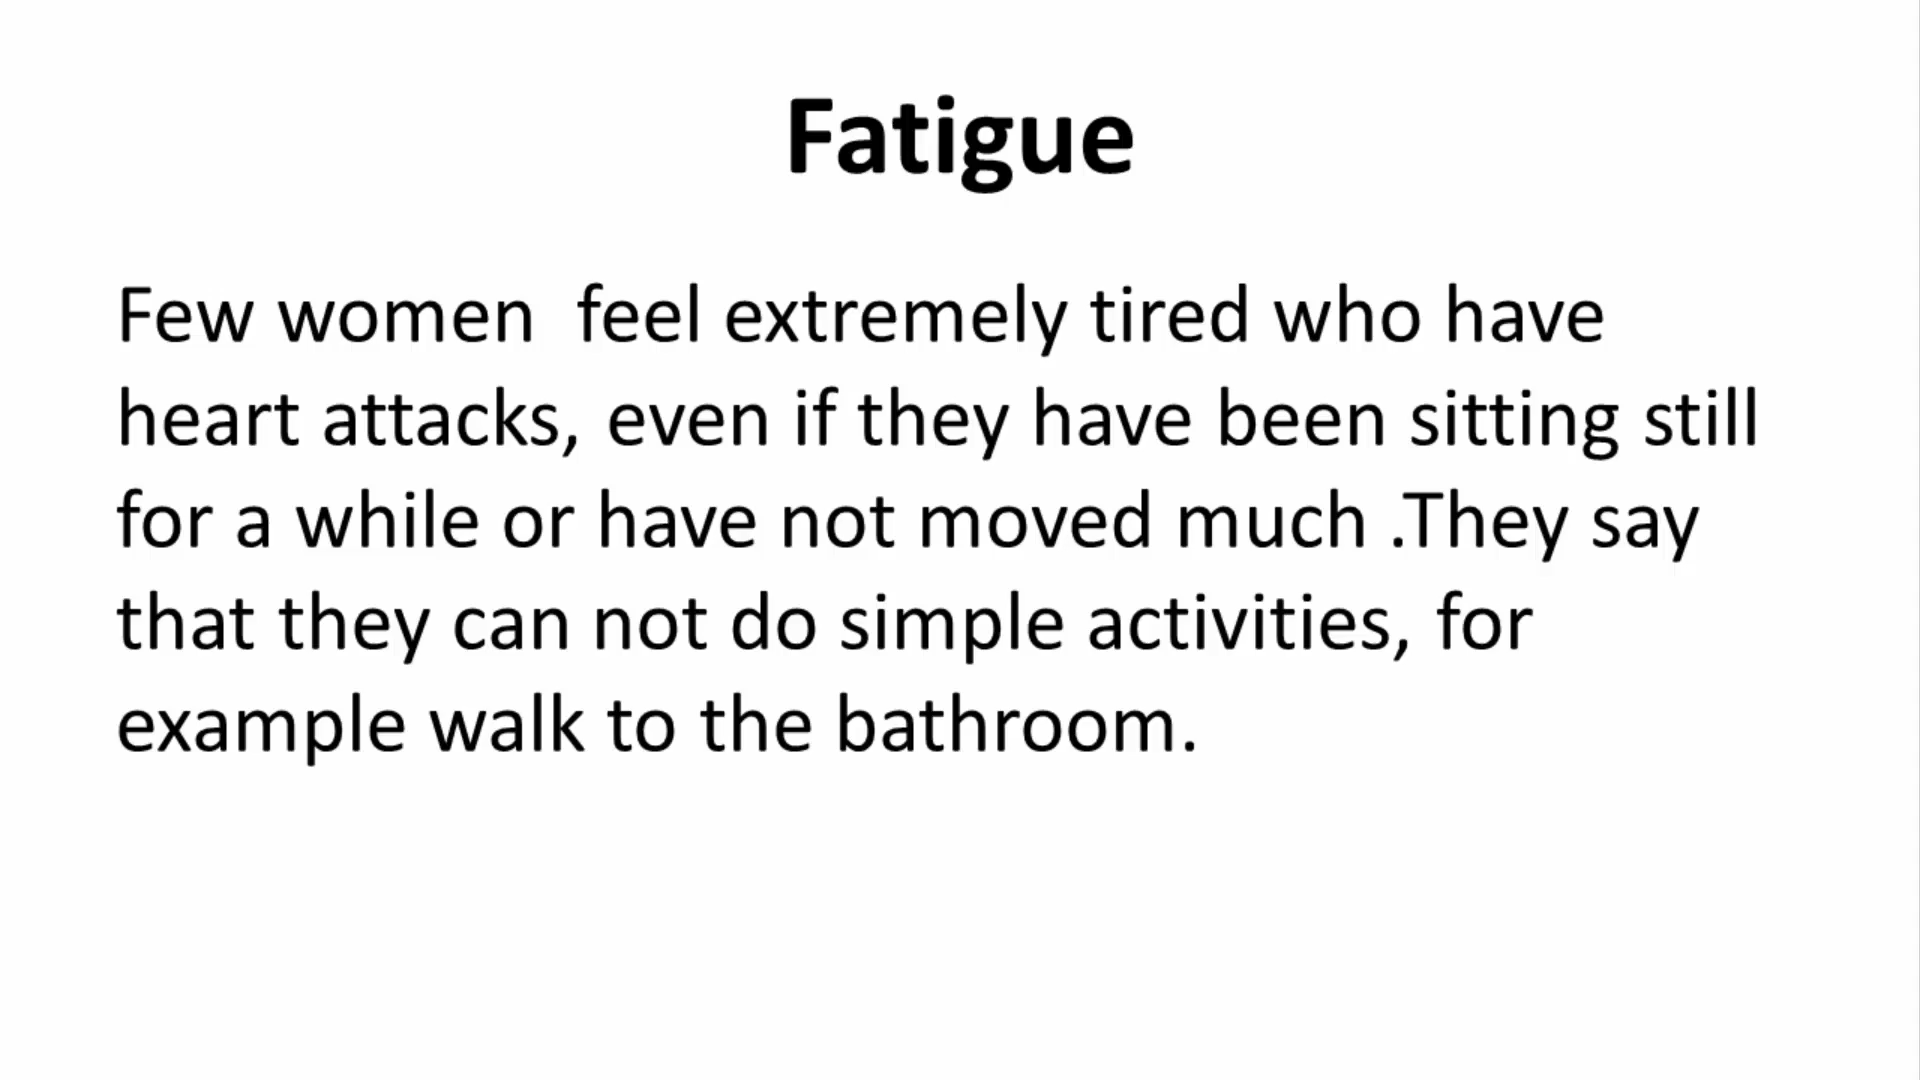 Fatigue
Few women  feel extremely tired who have
heart attacks, even if they have been sitting still
for a while or have not moved much .They say
that they can not do simple activities, for
example walk to the bathroom.